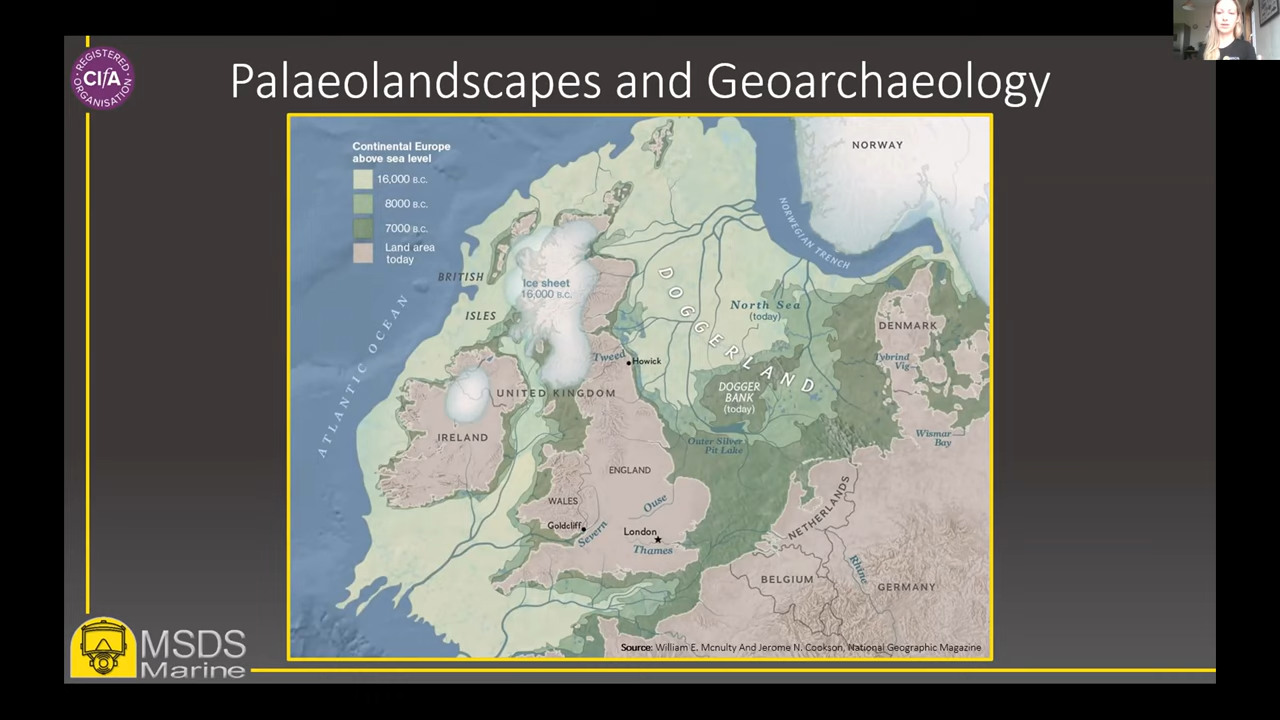 REGISTERED
CIfA
ORGANISATION
Palaeolandscapes and Geoarchaeology
Continental Europe
above sea level
16,000 B.C.
8000 B.C.
7000 B.C.
Land area
today
NORWAY
NORWEGIAN TRENCH
BRITISH
ISLES
Ice sheet
16,000 B.C.
ATLANTIC OCEAN
DOGGERLAND
North Sea
(today)
DENMARK
Tybrind
Vig
Tweed
Howick
DOGGER
BANK
(today)
UNITED KINGDOM
IRELAND
Outer Silver
Pit Lake
Wismar
Bay
ENGLAND
WALES
Ouse
NETHERLANDS
Goldcliff
Severn
London
Thames
BELGIUM
Rhine
GERMANY
Source: William E. Mcnulty And Jerome N. Cookson, National Geographic Magazine
MSDS
Marine